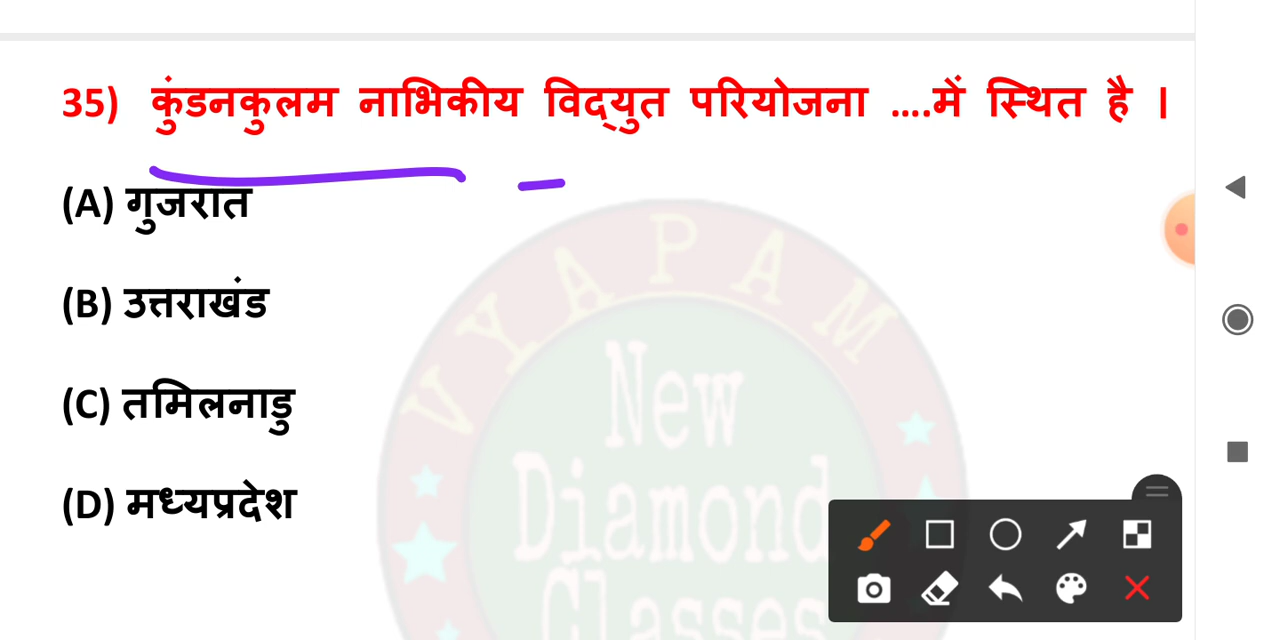 35) कुंडनकुलम नाभिकीय विद्युत परियोजना ....में स्थित है ।
(A) गुजरात
(B) उत्तराखंड
(C) तमिलनाडु
(D) मध्यप्रदेश
VYAPAM
New
Diamond
Classes